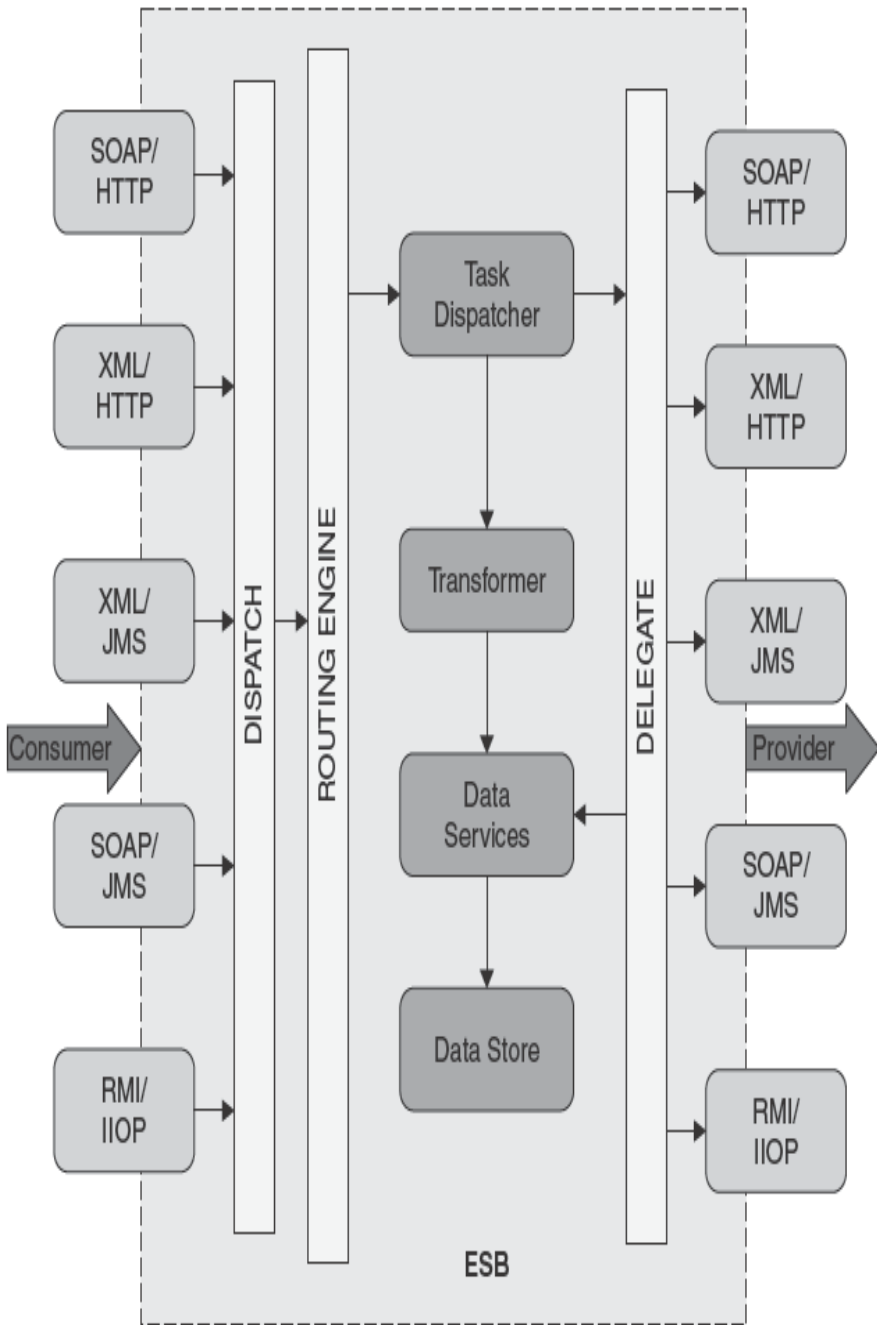 SOAP/
HTTP
XML/
HTTP
XML/
JMS
Consumer
SOAP/
JMS
RMI/
IIOP
DISPATCH
ROUTING ENGINE
Task
Dispatcher
Transformer
Data
Services
Data Store
ESB
DELEGATE
SOAP/
HTTP
XML/
HTTP
XML/
JMS
Provider
SOAP/
JMS
RMI/
IIOP